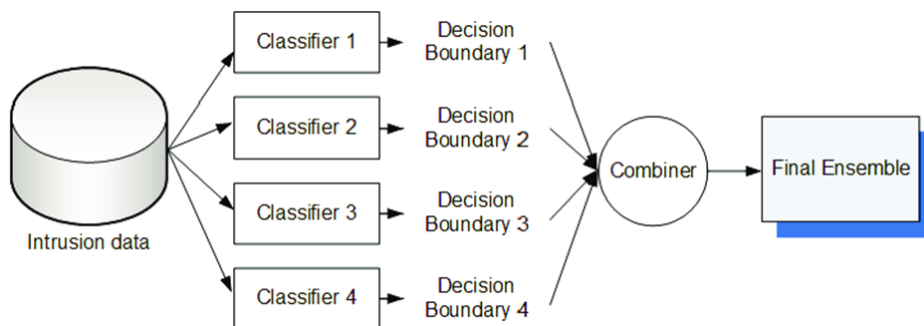 Classifier 1
Decision
Boundary 1
Classifier 2
Decision
Boundary 2
Classifier 3
Decision
Boundary 3
Classifier 4
Decision
Boundary 4
Intrusion data
Combiner
Final Ensemble